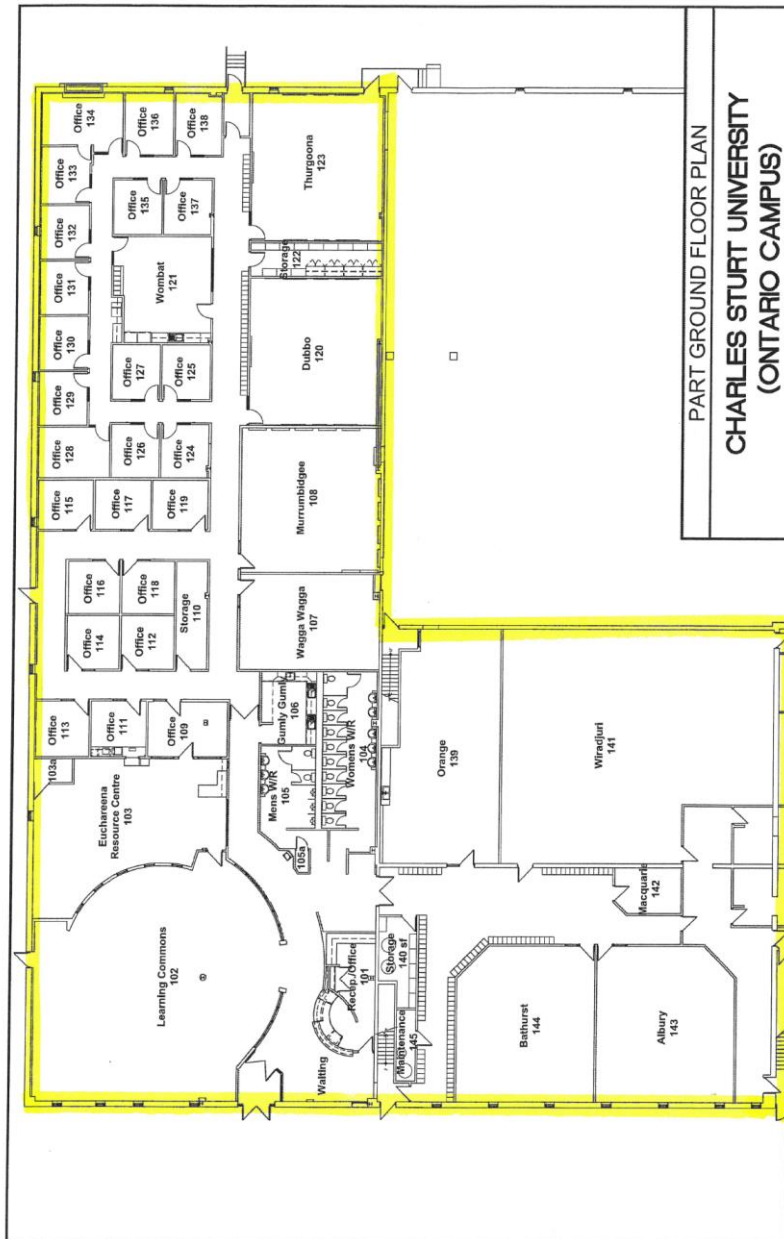 Office
134
Office
136
Office
138
Office
133
Office
135
Office
137
Thurgoona
123
Office
132
Office
131
Wombat
121
Storage
122
Office
130
Office
129
Office
127
Office
125
Dubbo
120
Office
128
Office
126
Office
124
Office
115
Office
117
Office
119
Murrumbidgee
108
Office
116
Office
118
Storage
110
Office
114
Office
112
Wagga Wagga
107
Office
113
Office
111
Office
109
Gumly Gumly
106
103a
Euchareena
Resource Centre
103
Mens W/R
105
Womens W/R
104
105a
Learning Commons
102
Recep./Office
101
Waiting
Orange
139
Wiradjuri
141
Macquarie
142
Storage
140 sf
Maintenance
145
Bathurst
144
Albury
143
PART GROUND FLOOR PLAN
CHARLES STURT UNIVERSITY
(ONTARIO CAMPUS)